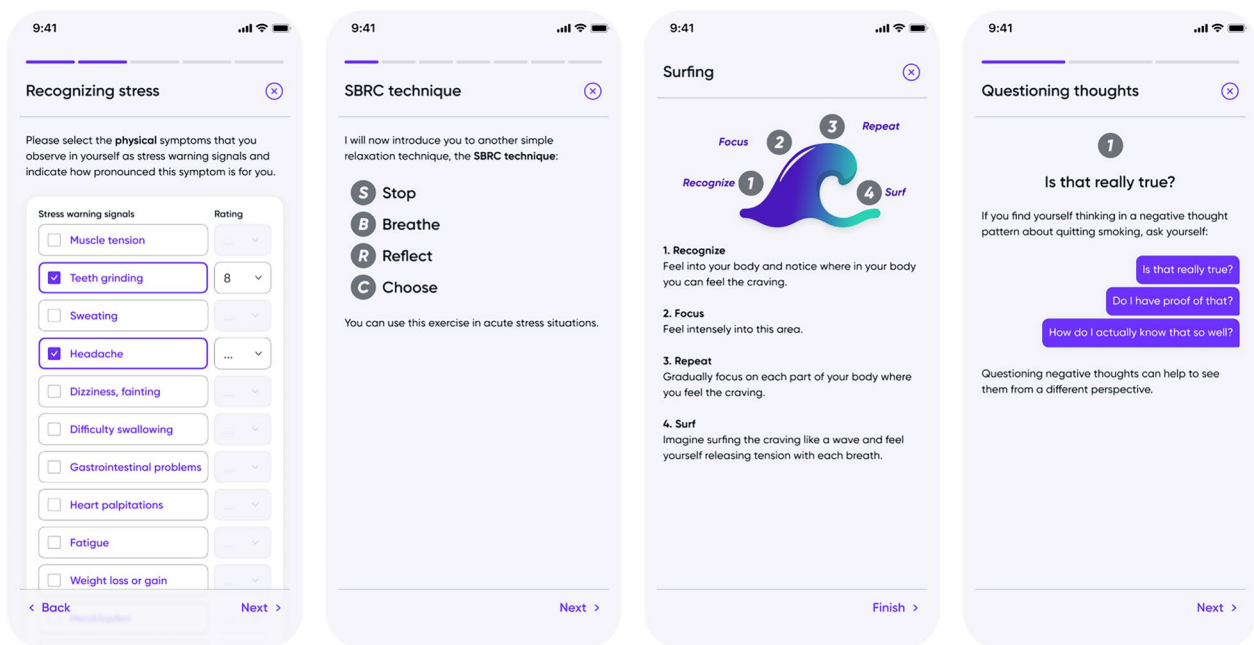 9:41
Recognizing stress
Please select the physical symptoms that you
observe in yourself as stress warning signals and
indicate how pronounced this symptom is for you.
Stress warning signals Rating
Muscle tension ...
Teeth grinding 8
Sweating ...
Headache ...
Dizziness, fainting ...
Difficulty swallowing ...
Gastrointestinal problems ...
Heart palpitations ...
Fatigue ...
Weight loss or gain ...
< Back Next >
9:41
SBRC technique
I will now introduce you to another simple
relaxation technique, the SBRC technique:
S Stop
B Breathe
R Reflect
C Choose
You can use this exercise in acute stress situations.
Next >
9:41
Surfing
Recognize 1
Focus 2
3 Repeat
4 Surf
1. Recognize
Feel into your body and notice where in your body
you can feel the craving.
2. Focus
Feel intensely into this area.
3. Repeat
Gradually focus on each part of your body where
you feel the craving.
4. Surf
Imagine surfing the craving like a wave and feel
yourself releasing tension with each breath.
Finish >
9:41
Questioning thoughts
1
Is that really true?
If you find yourself thinking in a negative thought
pattern about quitting smoking, ask yourself:
Is that really true?
Do I have proof of that?
How do I actually know that so well?
Questioning negative thoughts can help to see
them from a different perspective.
Next >